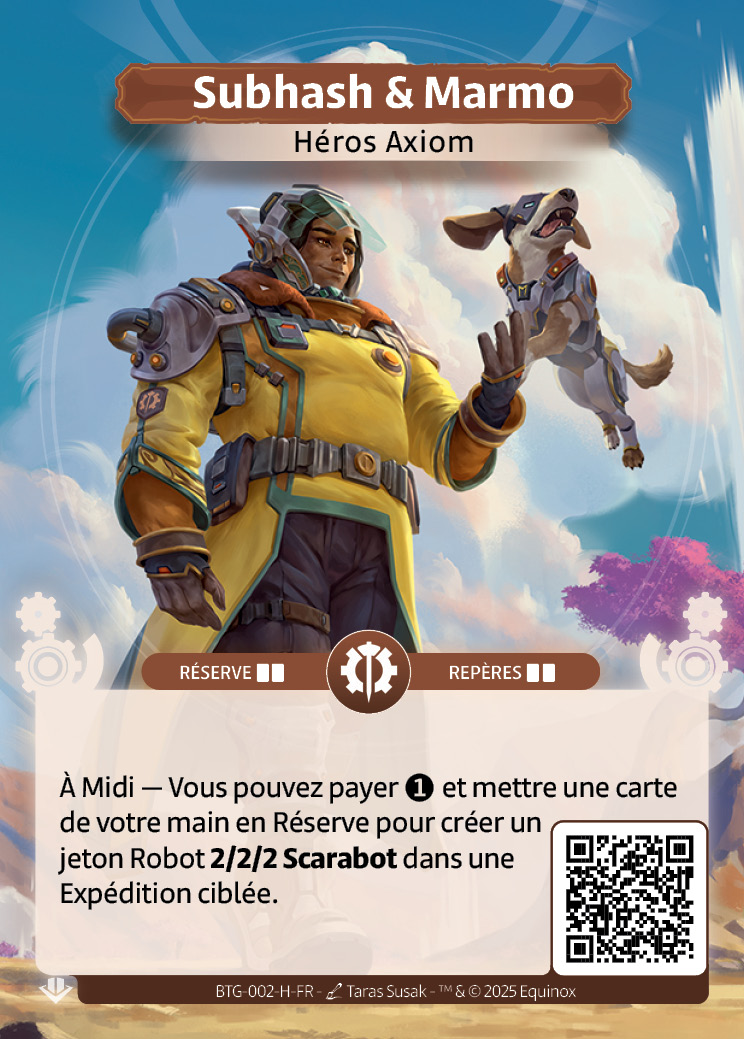 Subhash & Marmo
Héros Axiom
RÉSERVE
REPÈRES
À Midi — Vous pouvez payer 1 et mettre une carte
de votre main en Réserve pour créer un
jeton Robot 2/2/2 Scarabot dans une
Expédition ciblée.
BTG-002-H-FR - Taras Susak - ™ & © 2025 Equinox